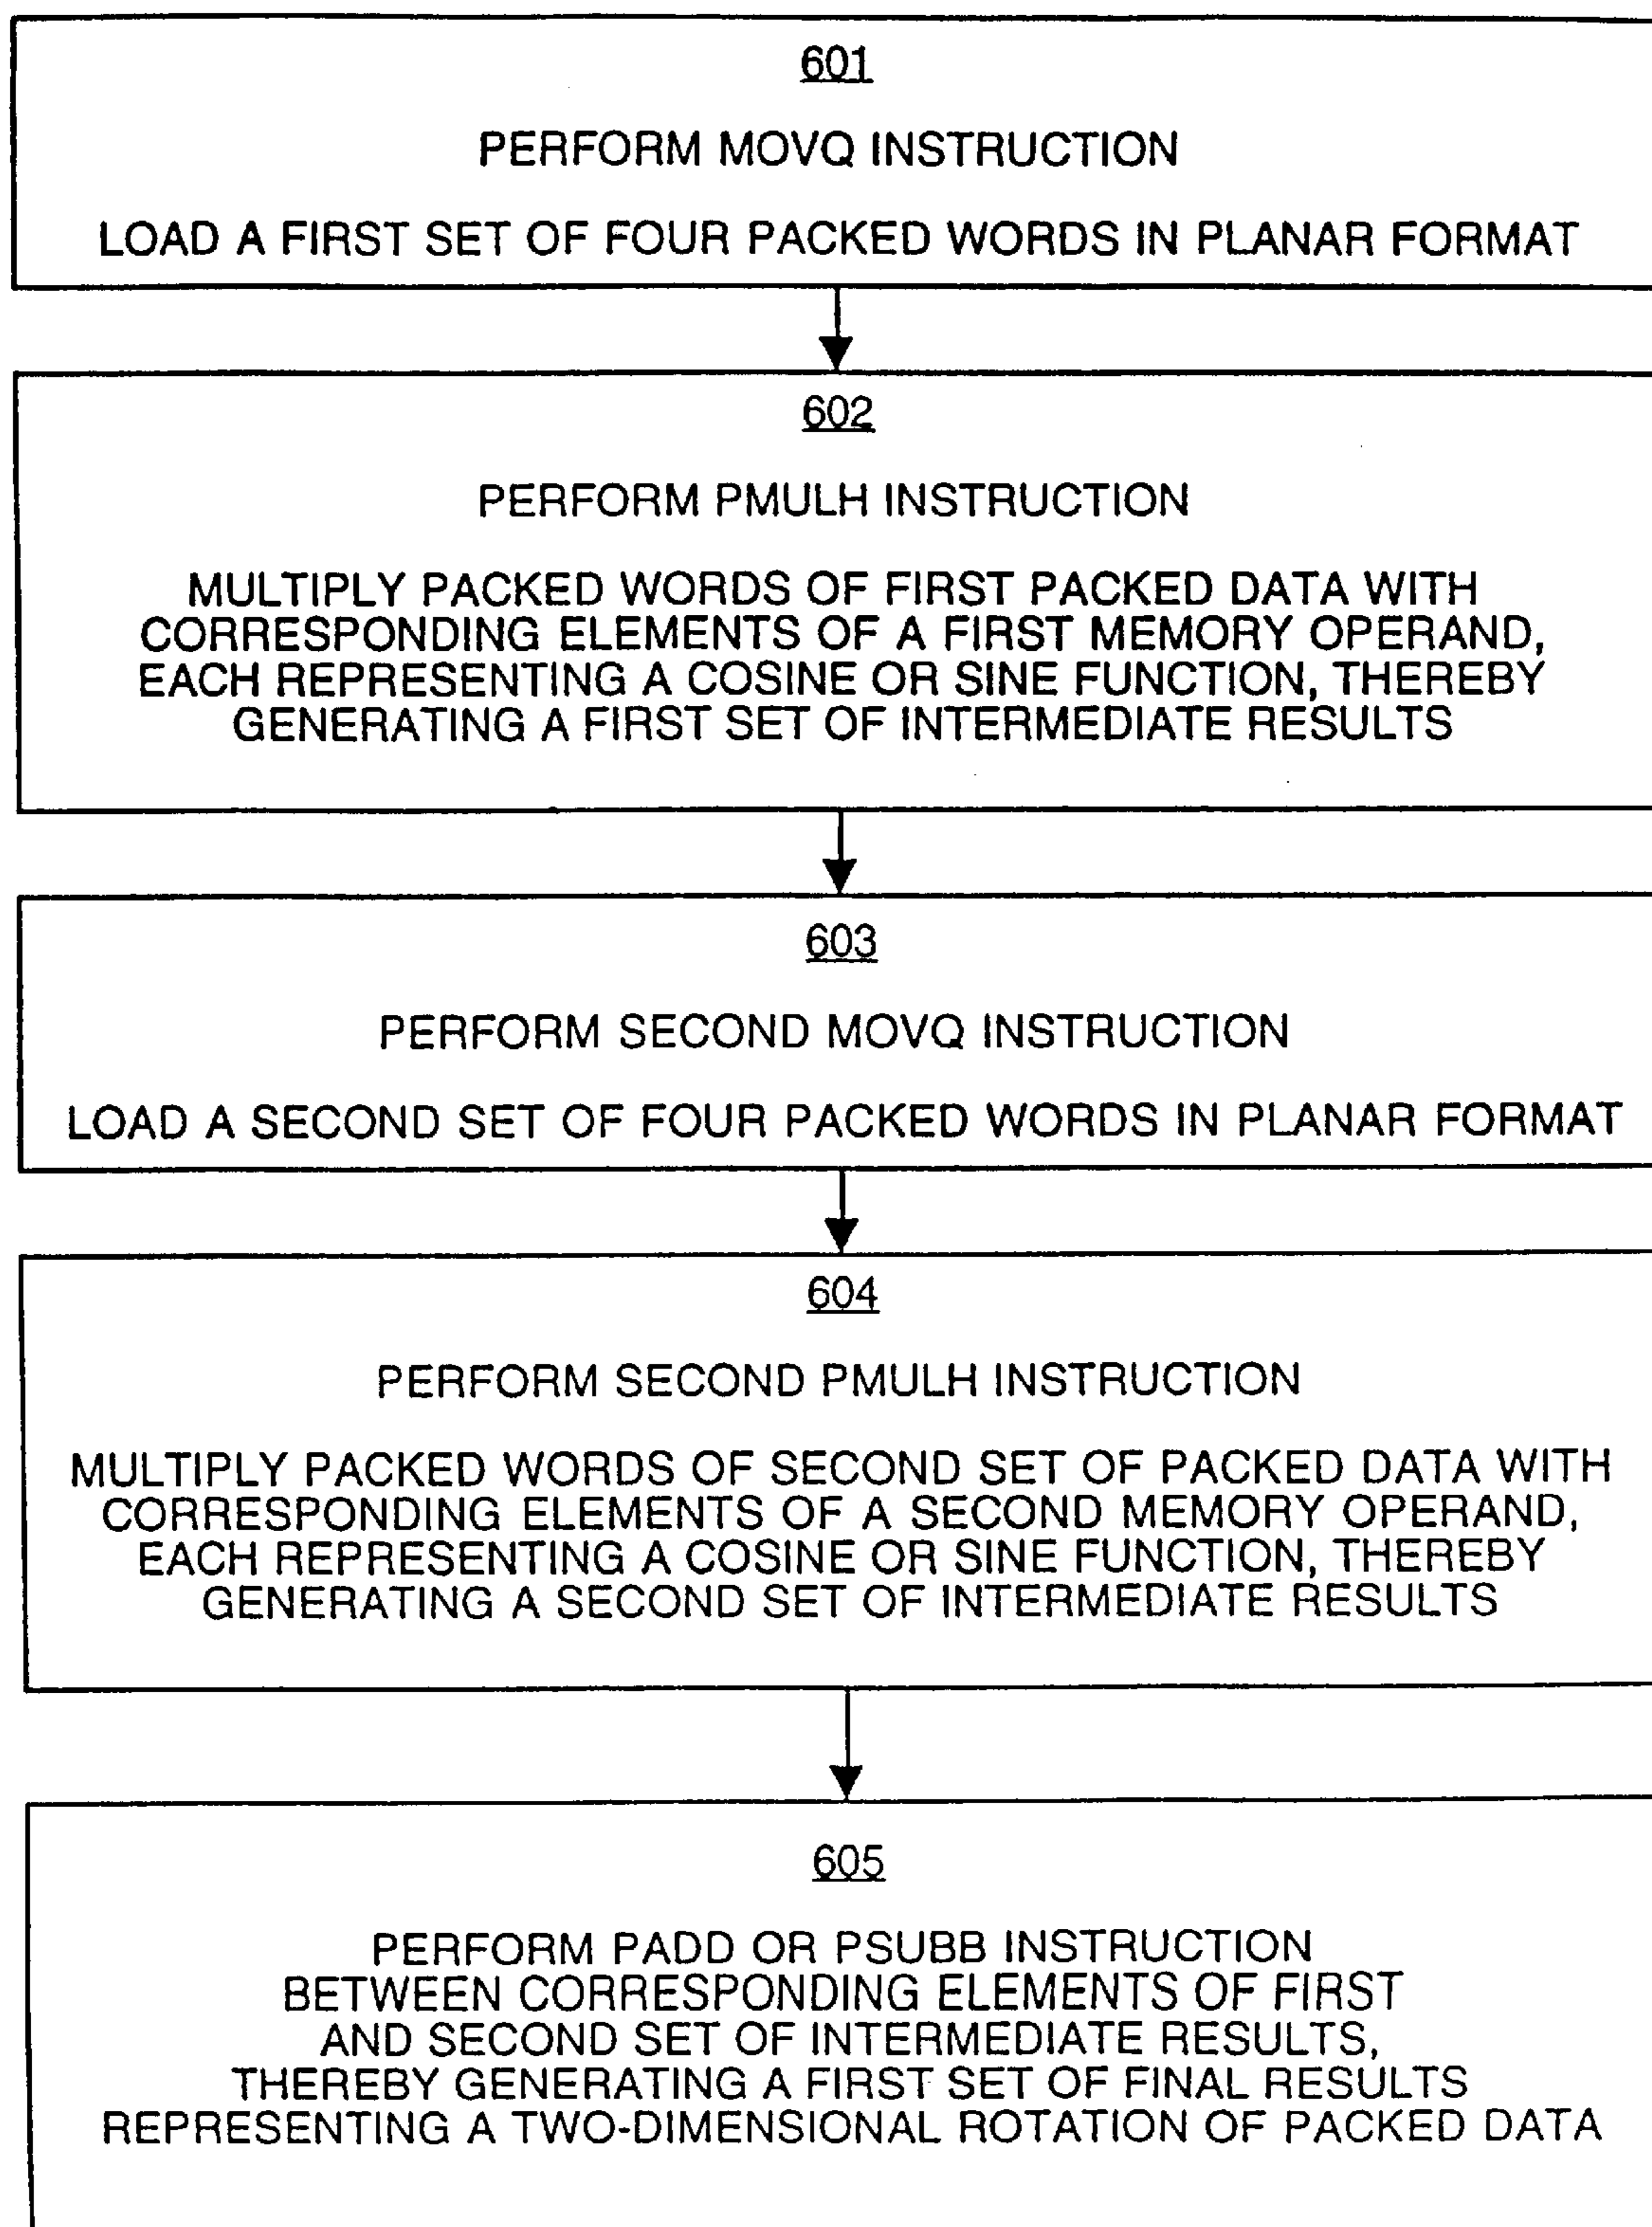 601
PERFORM MOVQ INSTRUCTION
LOAD A FIRST SET OF FOUR PACKED WORDS IN PLANAR FORMAT
602
PERFORM PMULH INSTRUCTION
MULTIPLY PACKED WORDS OF FIRST PACKED DATA WITH
CORRESPONDING ELEMENTS OF A FIRST MEMORY OPERAND,
EACH REPRESENTING A COSINE OR SINE FUNCTION, THEREBY
GENERATING A FIRST SET OF INTERMEDIATE RESULTS
603
PERFORM SECOND MOVQ INSTRUCTION
LOAD A SECOND SET OF FOUR PACKED WORDS IN PLANAR FORMAT
604
PERFORM SECOND PMULH INSTRUCTION
MULTIPLY PACKED WORDS OF SECOND SET OF PACKED DATA WITH
CORRESPONDING ELEMENTS OF A SECOND MEMORY OPERAND,
EACH REPRESENTING A COSINE OR SINE FUNCTION, THEREBY
GENERATING A SECOND SET OF INTERMEDIATE RESULTS
605
PERFORM PADD OR PSUBB INSTRUCTION
BETWEEN CORRESPONDING ELEMENTS OF FIRST
AND SECOND SET OF INTERMEDIATE RESULTS,
THEREBY GENERATING A FIRST SET OF FINAL RESULTS
REPRESENTING A TWO-DIMENSIONAL ROTATION OF PACKED DATA